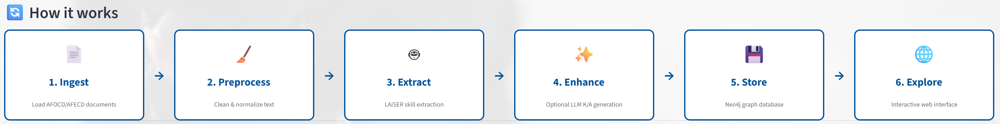 How it works
1. Ingest
Load AFOCD/AFECD documents
2. Preprocess
Clean & normalize text
3. Extract
LAiSER skill extraction
4. Enhance
Optional LLM K/A generation
5. Store
Neo4j graph database
6. Explore
Interactive web interface